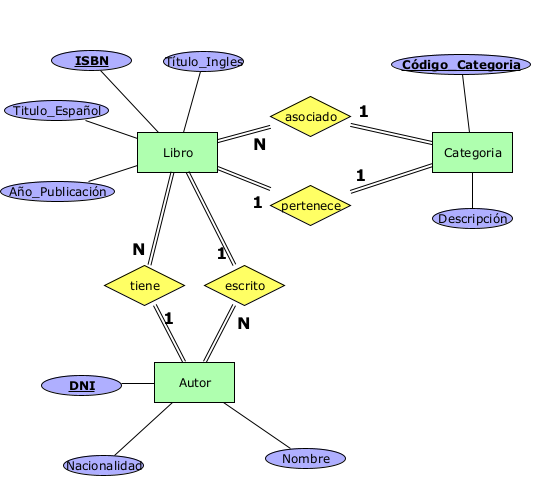 ISBN
Título_Ingles
Código_Categoria
Titulo_Español
asociado
1
N
Libro
Categoria
Año_Publicación
1
1
pertenece
Descripción
N
1
tiene
escrito
1
N
Autor
DNI
Nacionalidad
Nombre